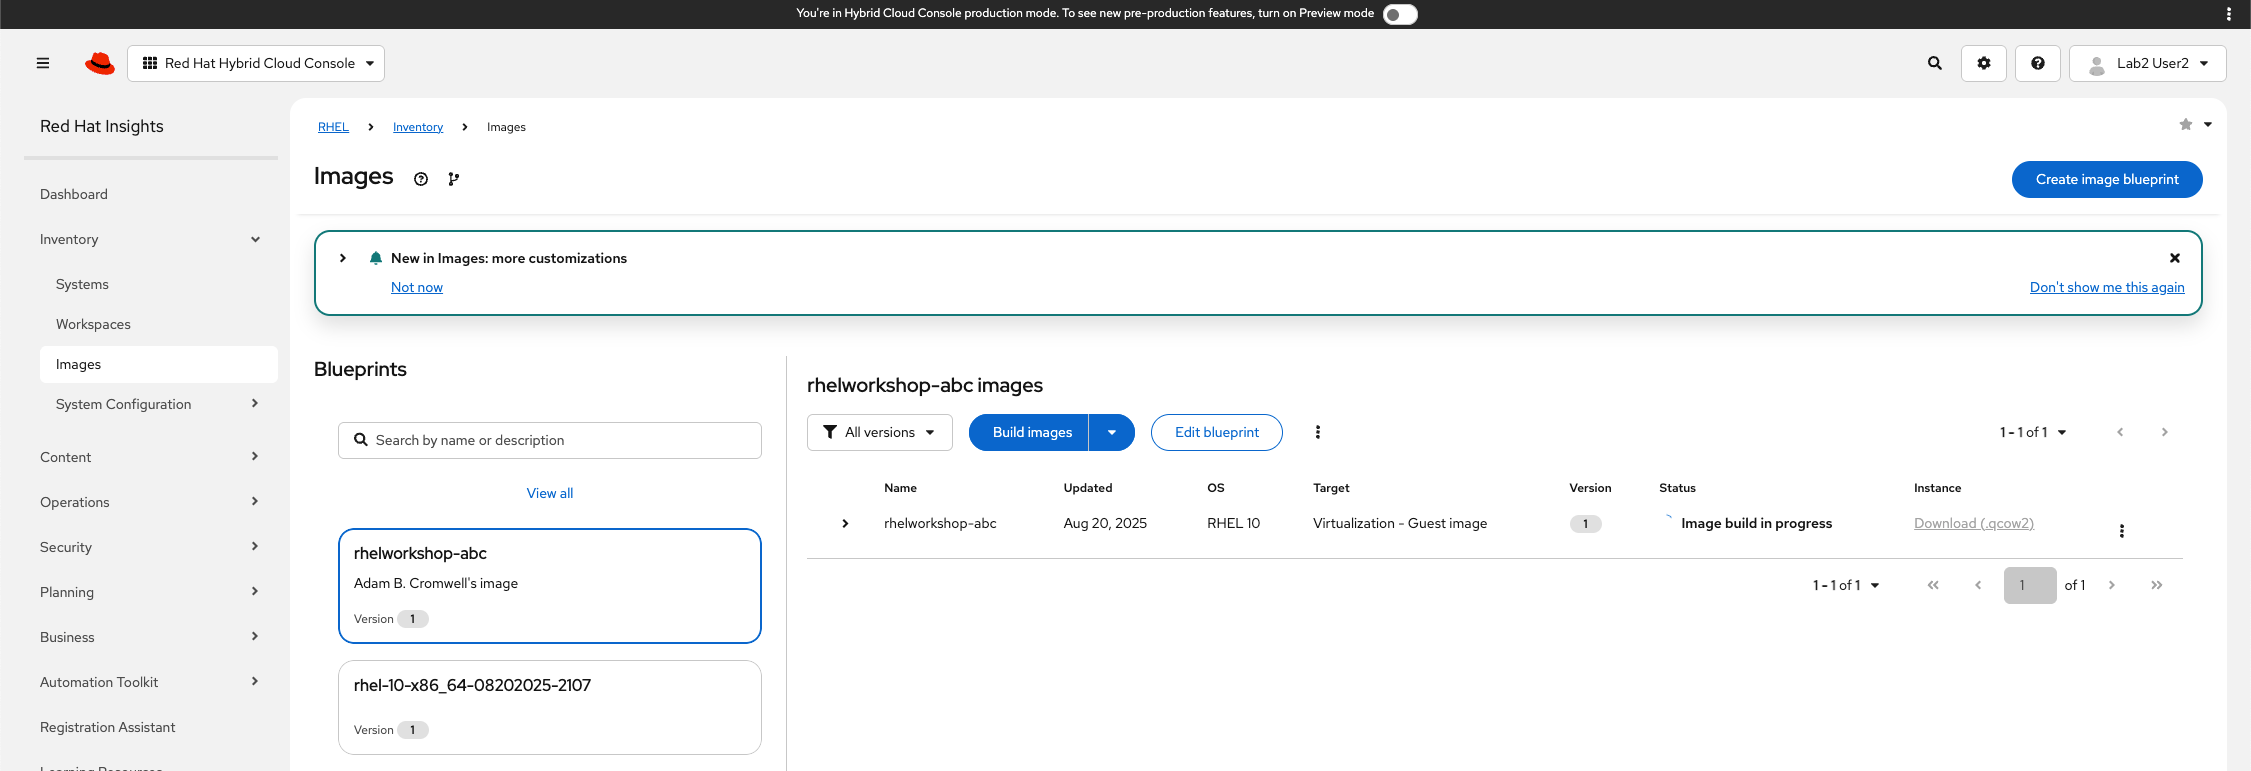 You're in Hybrid Cloud Console production mode. To see new pre-production features, turn on Preview mode
Red Hat Hybrid Cloud Console
Lab2 User2
Red Hat Insights
Dashboard
Inventory
Systems
Workspaces
Images
System Configuration
Content
Operations
Security
Planning
Business
Automation Toolkit
Registration Assistant
Learning Resources
RHEL
Inventory
Images
Images
Create image blueprint
New in Images: more customizations
Not now
Don't show me this again
Blueprints
Search by name or description
View all
rhelworkshop-abc
Adam B. Cromwell's image
Version 1
rhel-10-x86_64-08202025-2107
Version 1
rhelworkshop-abc images
All versions
Build images
Edit blueprint
1 - 1 of 1
Name Updated OS Target Version Status Instance
rhelworkshop-abc Aug 20, 2025 RHEL 10 Virtualization - Guest image 1 Image build in progress Download (.qcow2)
1 - 1 of 1
1 of 1